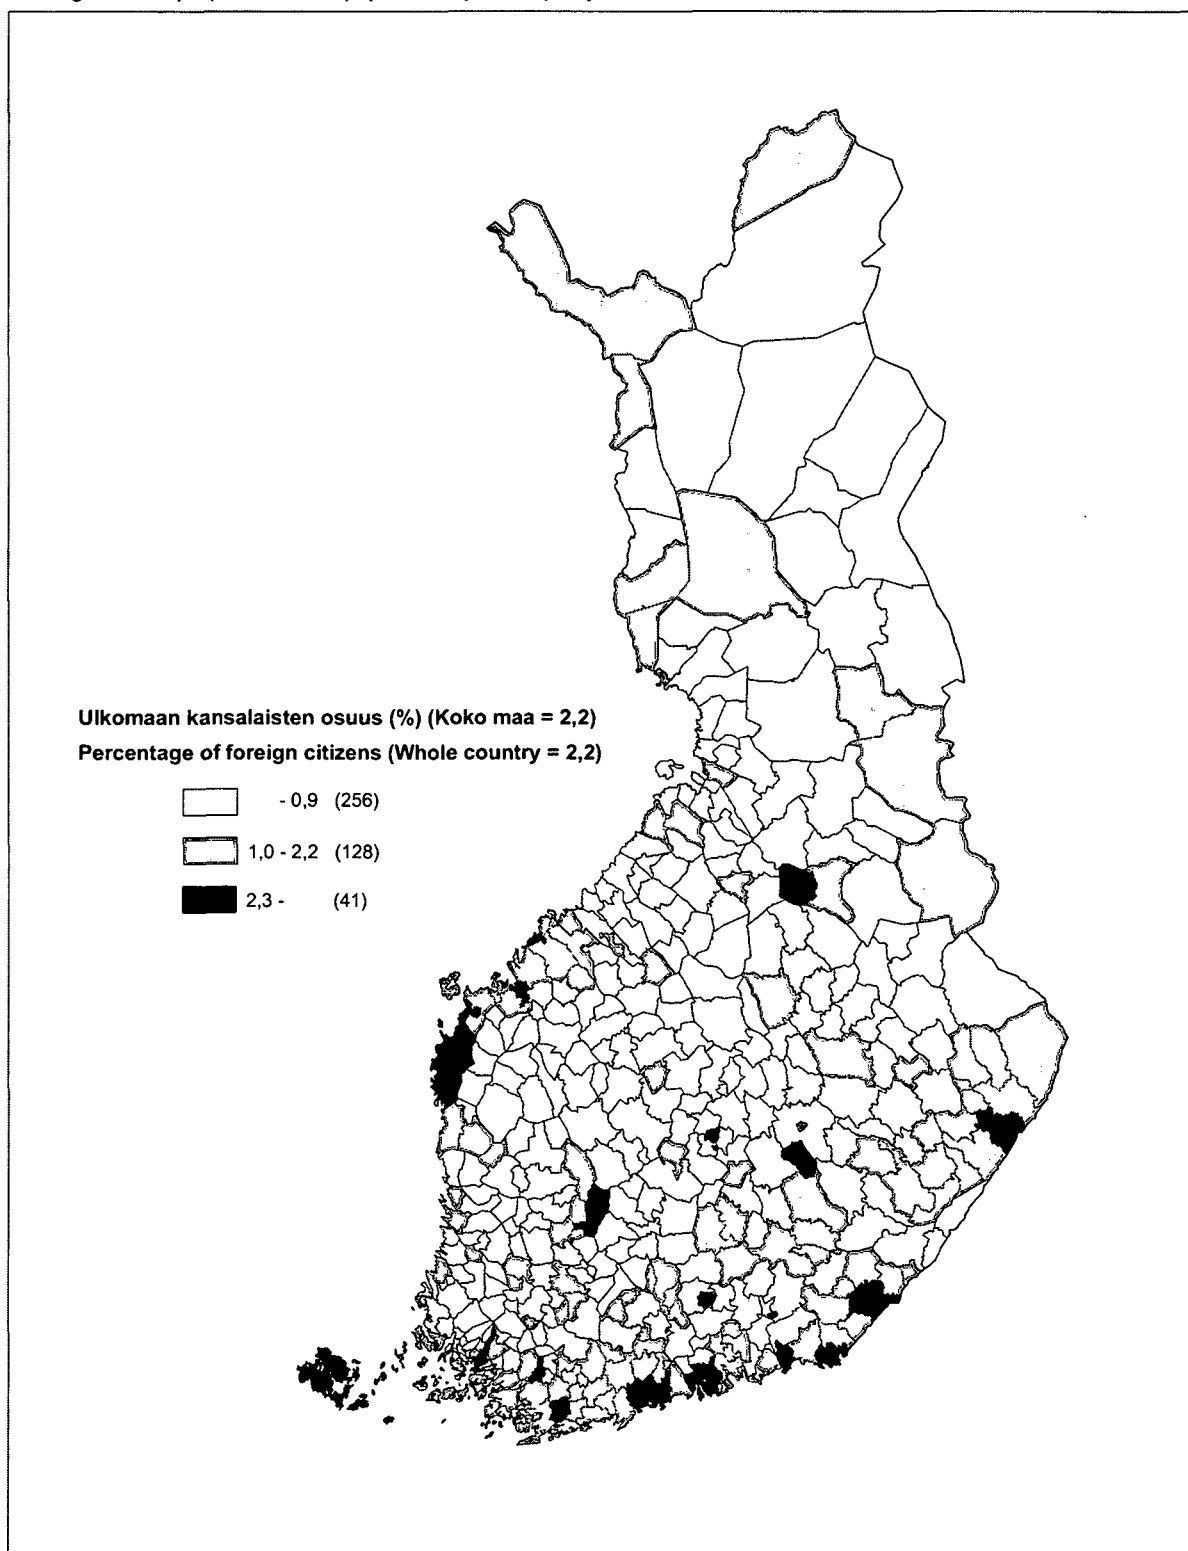 Ulkomaan kansalaisten osuus (%) (Koko maa = 2,2)
Percentage of foreign citizens (Whole country = 2,2)
- 0,9 (256)
1,0 - 2,2 (128)
2,3 - (41)